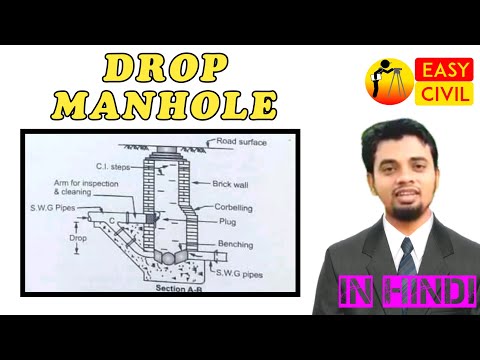 DROP
MANHOLE
EASY
CIVIL
Road surface
C.I. steps
Arm for inspection
& cleaning
Brick wall
S.W.G Pipes
Corbelling
C
Plug
Drop
Benching
S.W.G pipes
Section A-B
IN HINDI